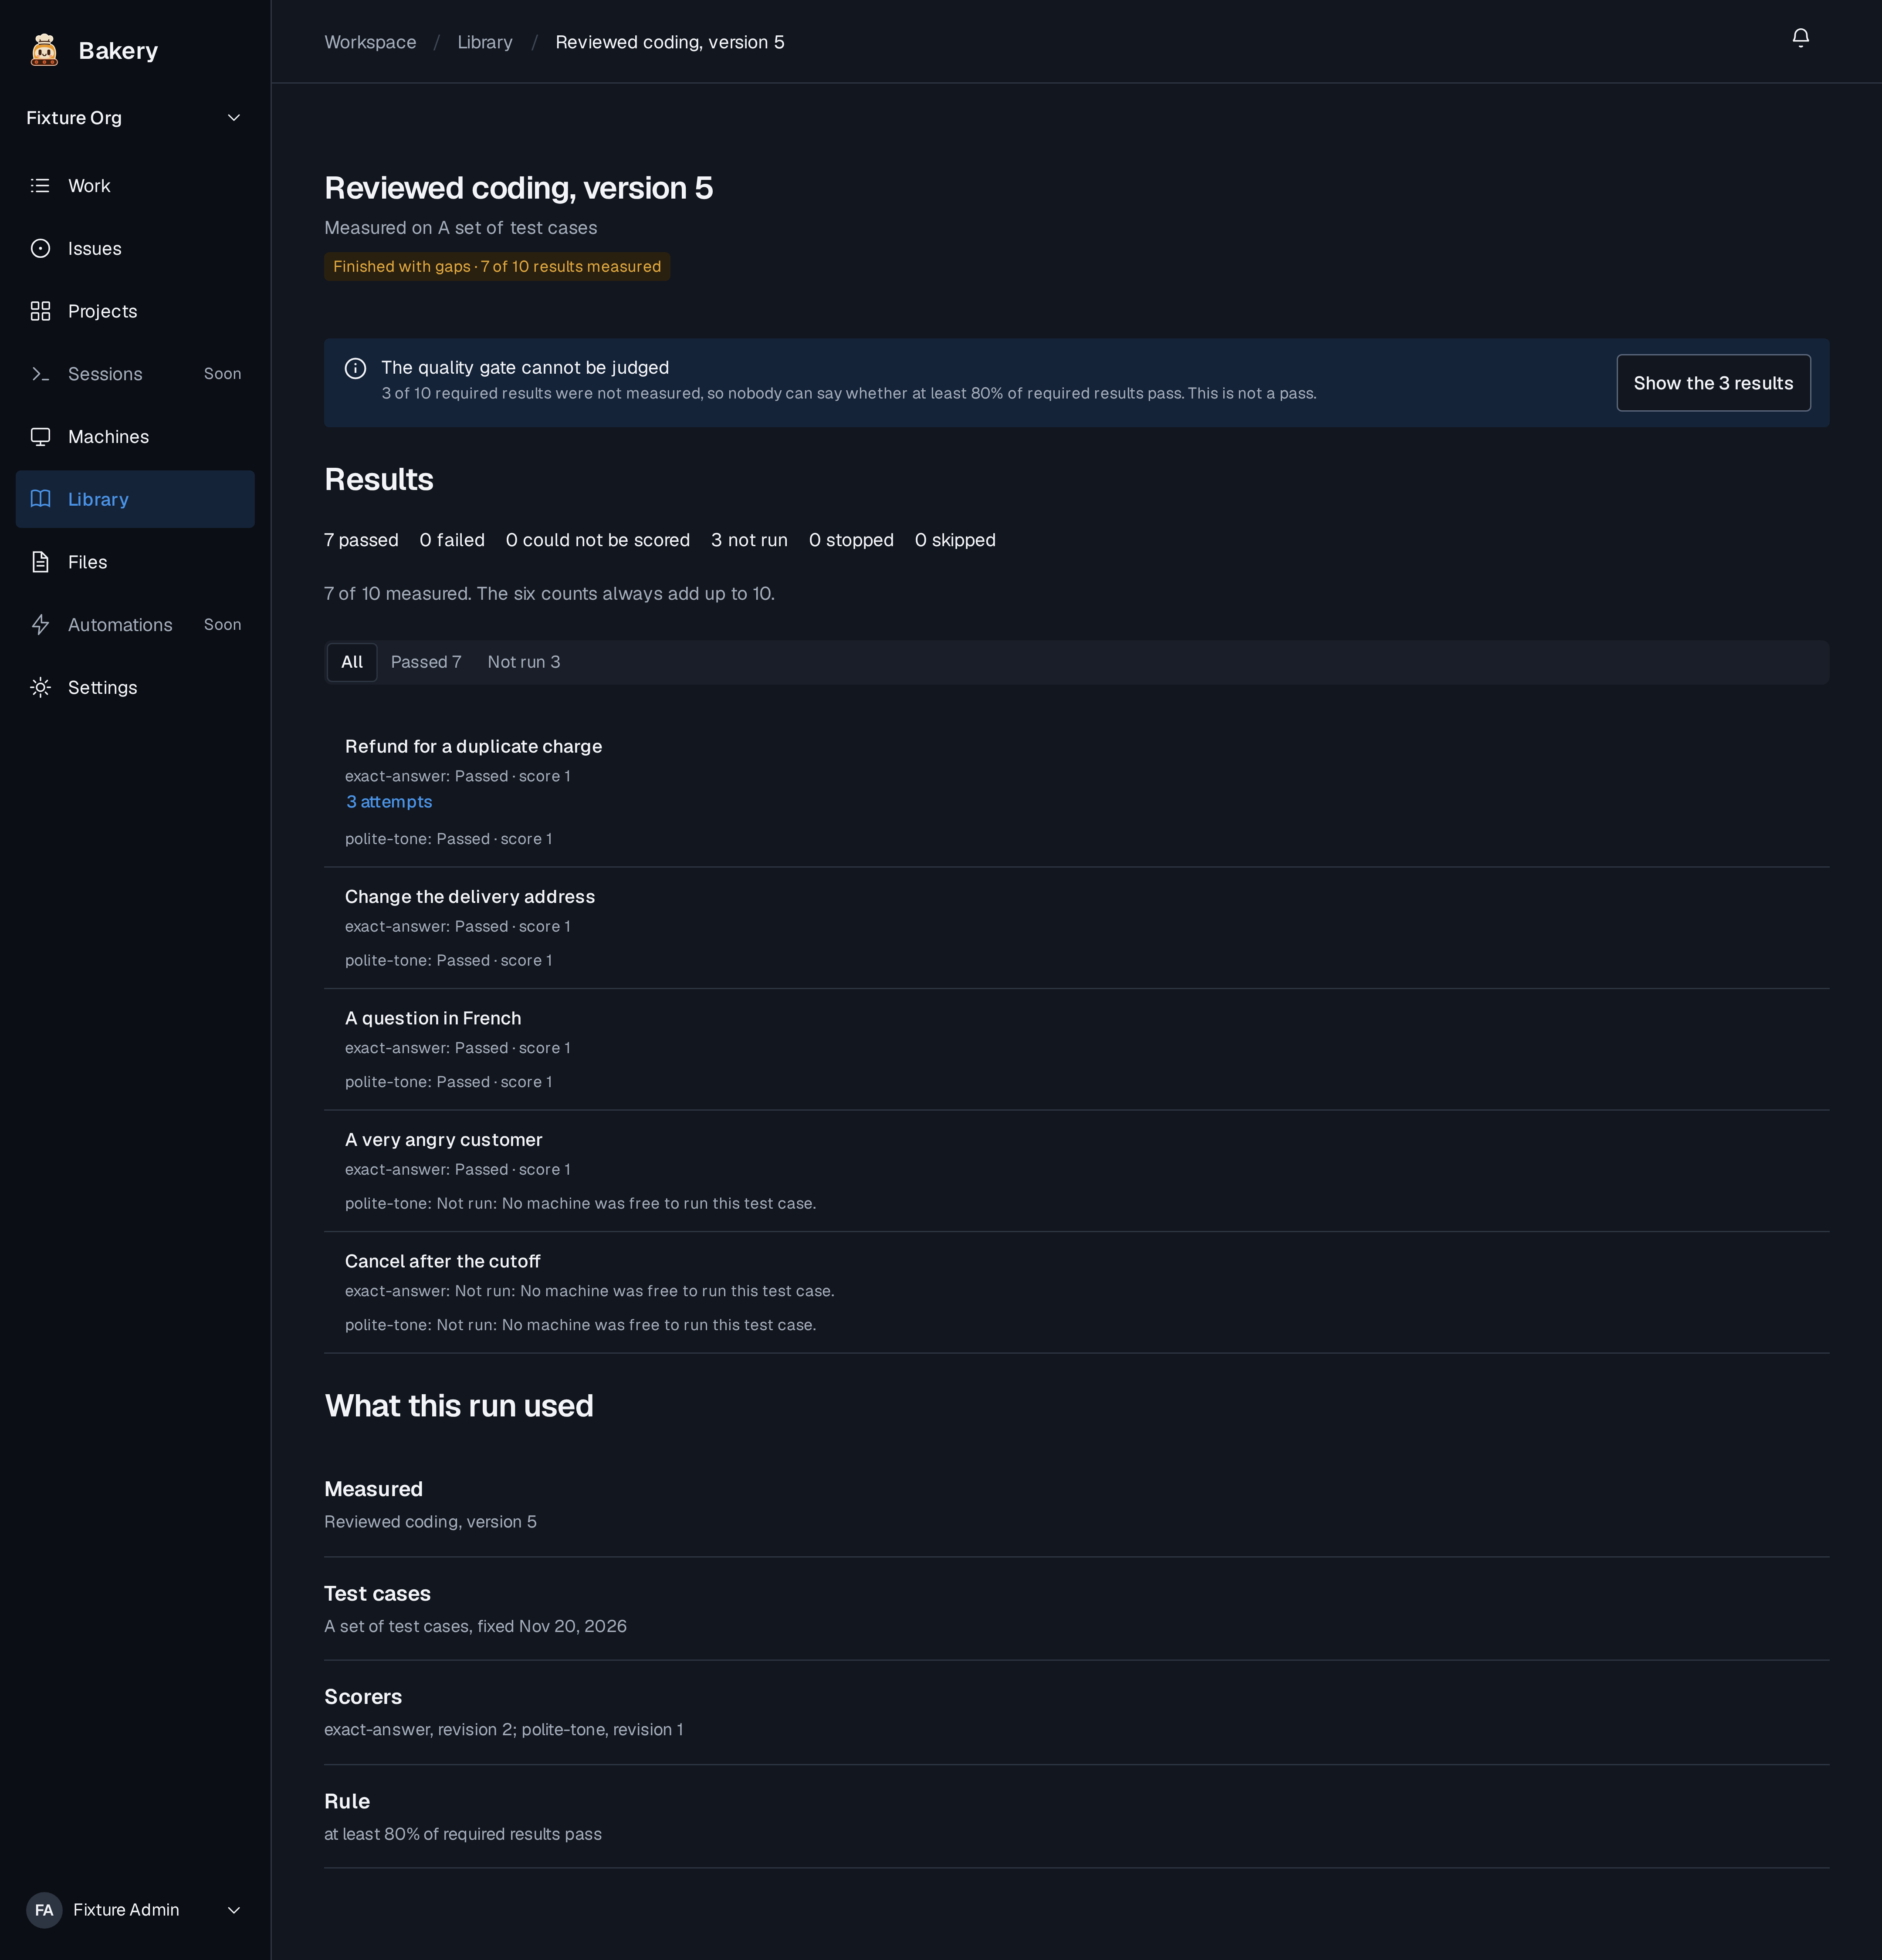 Bakery
Fixture Org
Work
Issues
Projects
Sessions Soon
Machines
Library
Files
Automations Soon
Settings
FA Fixture Admin
Workspace / Library / Reviewed coding, version 5
Reviewed coding, version 5
Measured on A set of test cases
Finished with gaps · 7 of 10 results measured
The quality gate cannot be judged
3 of 10 required results were not measured, so nobody can say whether at least 80% of required results pass. This is not a pass.
Show the 3 results
Results
7 passed 0 failed 0 could not be scored 3 not run 0 stopped 0 skipped
7 of 10 measured. The six counts always add up to 10.
All Passed 7 Not run 3
Refund for a duplicate charge
exact-answer: Passed · score 1
3 attempts
polite-tone: Passed · score 1
Change the delivery address
exact-answer: Passed · score 1
polite-tone: Passed · score 1
A question in French
exact-answer: Passed · score 1
polite-tone: Passed · score 1
A very angry customer
exact-answer: Passed · score 1
polite-tone: Not run: No machine was free to run this test case.
Cancel after the cutoff
exact-answer: Not run: No machine was free to run this test case.
polite-tone: Not run: No machine was free to run this test case.
What this run used
Measured
Reviewed coding, version 5
Test cases
A set of test cases, fixed Nov 20, 2026
Scorers
exact-answer, revision 2; polite-tone, revision 1
Rule
at least 80% of required results pass